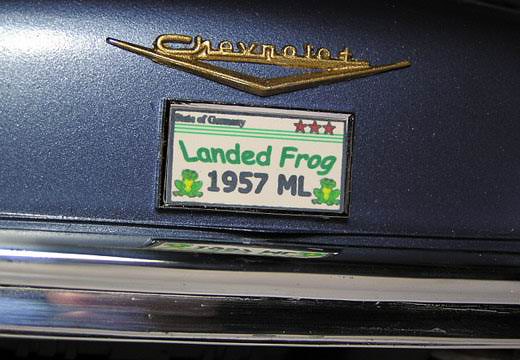 Chevrolet
State of Germany
Landed Frog
1957 ML